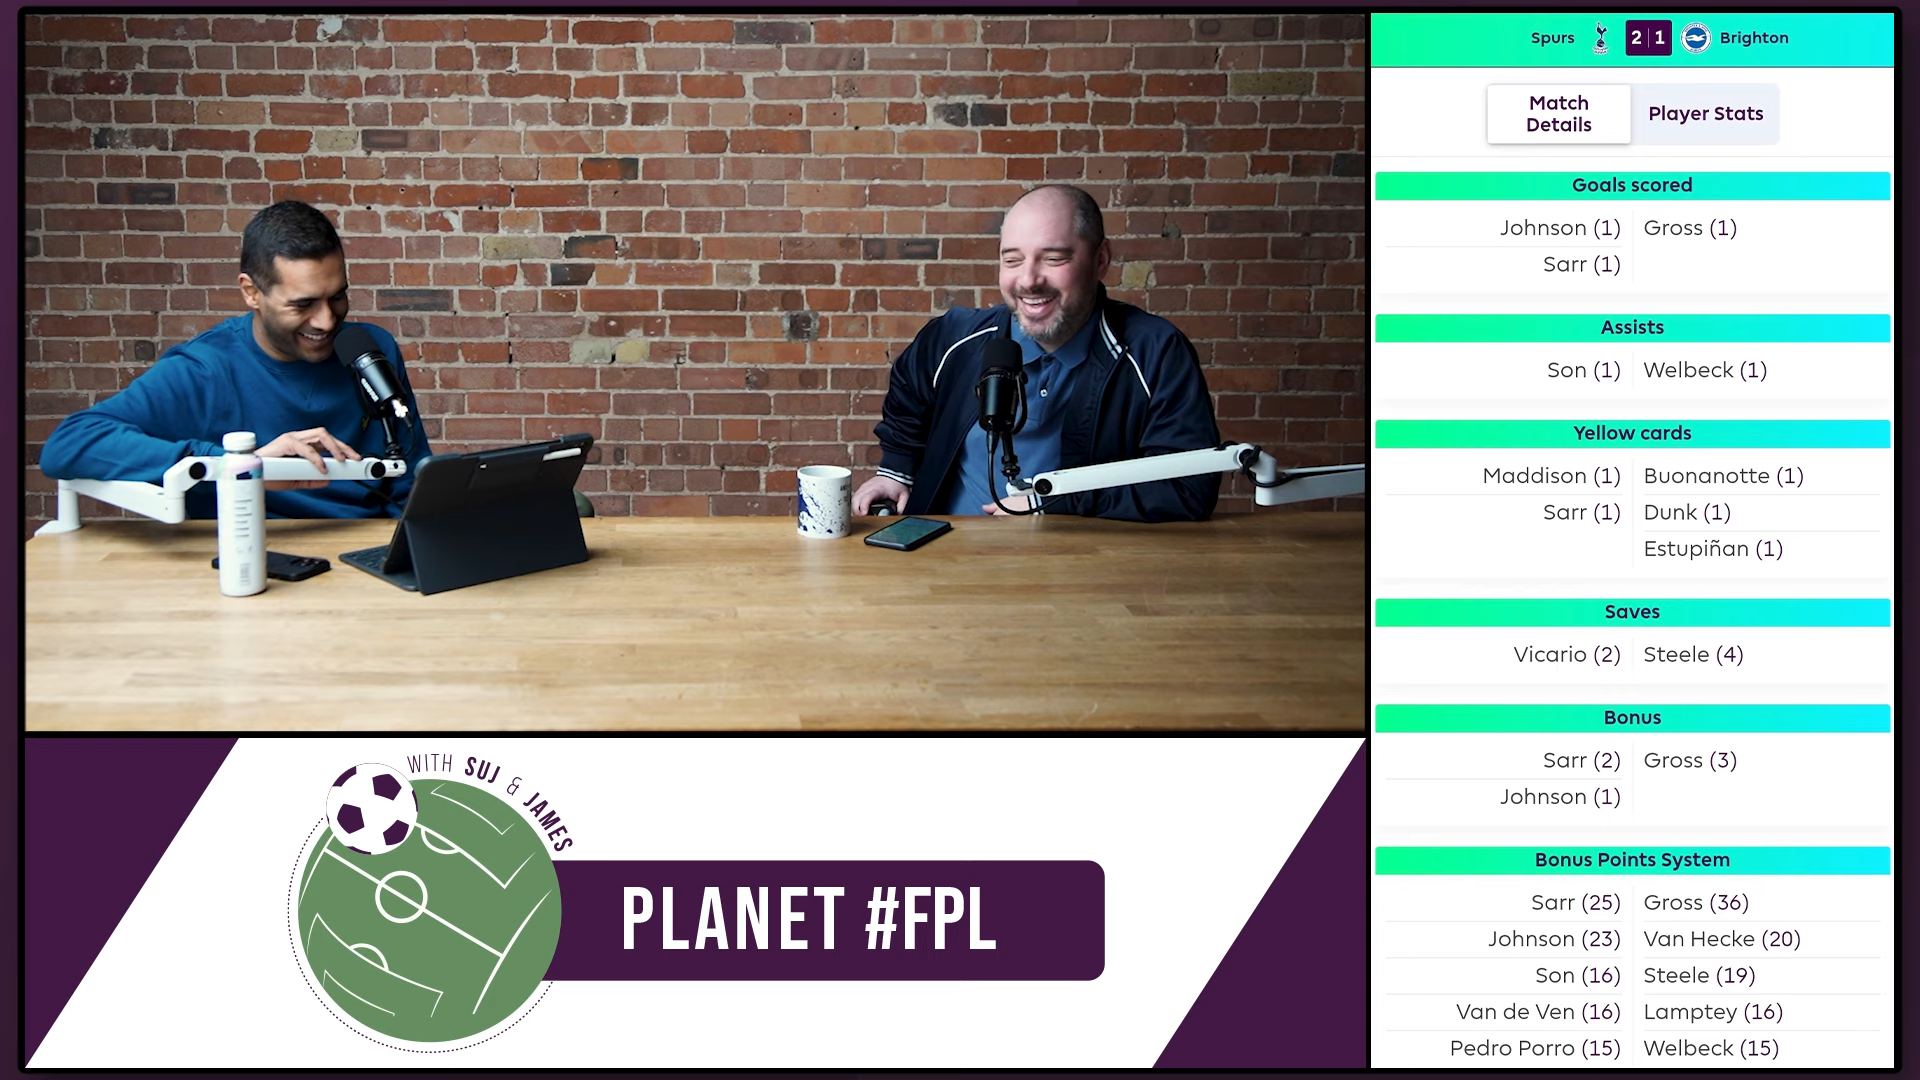 Spurs 2 | 1 Brighton
Match Details
Player Stats
Goals scored
Johnson (1) Gross (1)
Sarr (1)
Assists
Son (1) Welbeck (1)
Yellow cards
Maddison (1) Buonanotte (1)
Sarr (1) Dunk (1)
Estupiñan (1)
Saves
Vicario (2) Steele (4)
Bonus
Sarr (2) Gross (3)
Johnson (1)
Bonus Points System
Sarr (25) Gross (36)
Johnson (23) Van Hecke (20)
Son (16) Steele (19)
Van de Ven (16) Lamptey (16)
Pedro Porro (15) Welbeck (15)
WITH SUJ & JAMES
PLANET #FPL